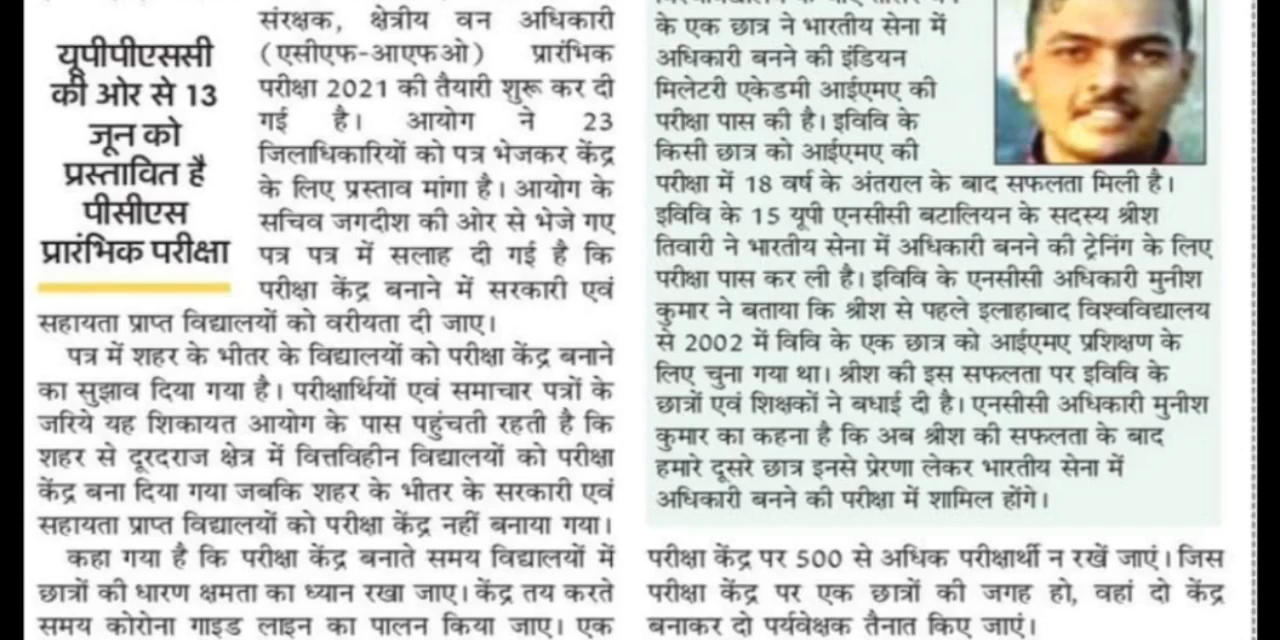 यूपीपीएससी
की ओर से 13
जून को
प्रस्तावित है
पीसीएस
प्रारंभिक परीक्षा
संरक्षक, क्षेत्रीय वन अधिकारी
(एसीएफ-आएफओ) प्रारंभिक
परीक्षा 2021 की तैयारी शुरू कर दी
गई है। आयोग ने 23
जिलाधिकारियों को पत्र भेजकर केंद्र
के लिए प्रस्ताव मांगा है। आयोग के
सचिव जगदीश की ओर से भेजे गए
पत्र पत्र में सलाह दी गई है कि
परीक्षा केंद्र बनाने में सरकारी एवं
सहायता प्राप्त विद्यालयों को वरीयता दी जाए।
पत्र में शहर के भीतर के विद्यालयों को परीक्षा केंद्र बनाने
का सुझाव दिया गया है। परीक्षार्थियों एवं समाचार पत्रों के
जरिये यह शिकायत आयोग के पास पहुंचती रहती है कि
शहर से दूरदराज क्षेत्र में वित्तविहीन विद्यालयों को परीक्षा
केंद्र बना दिया गया जबकि शहर के भीतर के सरकारी एवं
सहायता प्राप्त विद्यालयों को परीक्षा केंद्र नहीं बनाया गया।
कहा गया है कि परीक्षा केंद्र बनाते समय विद्यालयों में
छात्रों की धारण क्षमता का ध्यान रखा जाए। केंद्र तय करते
समय कोरोना गाइड लाइन का पालन किया जाए। एक
के एक छात्र ने भारतीय सेना में
अधिकारी बनने की इंडियन
मिलेटरी एकेडमी आईएमए की
परीक्षा पास की है। इविवि के
किसी छात्र को आईएमए की
परीक्षा में 18 वर्ष के अंतराल के बाद सफलता मिली है।
इविवि के 15 यूपी एनसीसी बटालियन के सदस्य श्रीश
तिवारी ने भारतीय सेना में अधिकारी बनने की ट्रेनिंग के लिए
परीक्षा पास कर ली है। इविवि के एनसीसी अधिकारी मुनीश
कुमार ने बताया कि श्रीश से पहले इलाहाबाद विश्वविद्यालय
से 2002 में विवि के एक छात्र को आईएमए प्रशिक्षण के
लिए चुना गया था। श्रीश की इस सफलता पर इविवि के
छात्रों एवं शिक्षकों ने बधाई दी है। एनसीसी अधिकारी मुनीश
कुमार का कहना है कि अब श्रीश की सफलता के बाद
हमारे दूसरे छात्र इनसे प्रेरणा लेकर भारतीय सेना में
अधिकारी बनने की परीक्षा में शामिल होंगे।
परीक्षा केंद्र पर 500 से अधिक परीक्षार्थी न रखें जाएं। जिस
परीक्षा केंद्र पर एक छात्रों की जगह हो, वहां दो केंद्र
बनाकर दो पर्यवेक्षक तैनात किए जाएं।